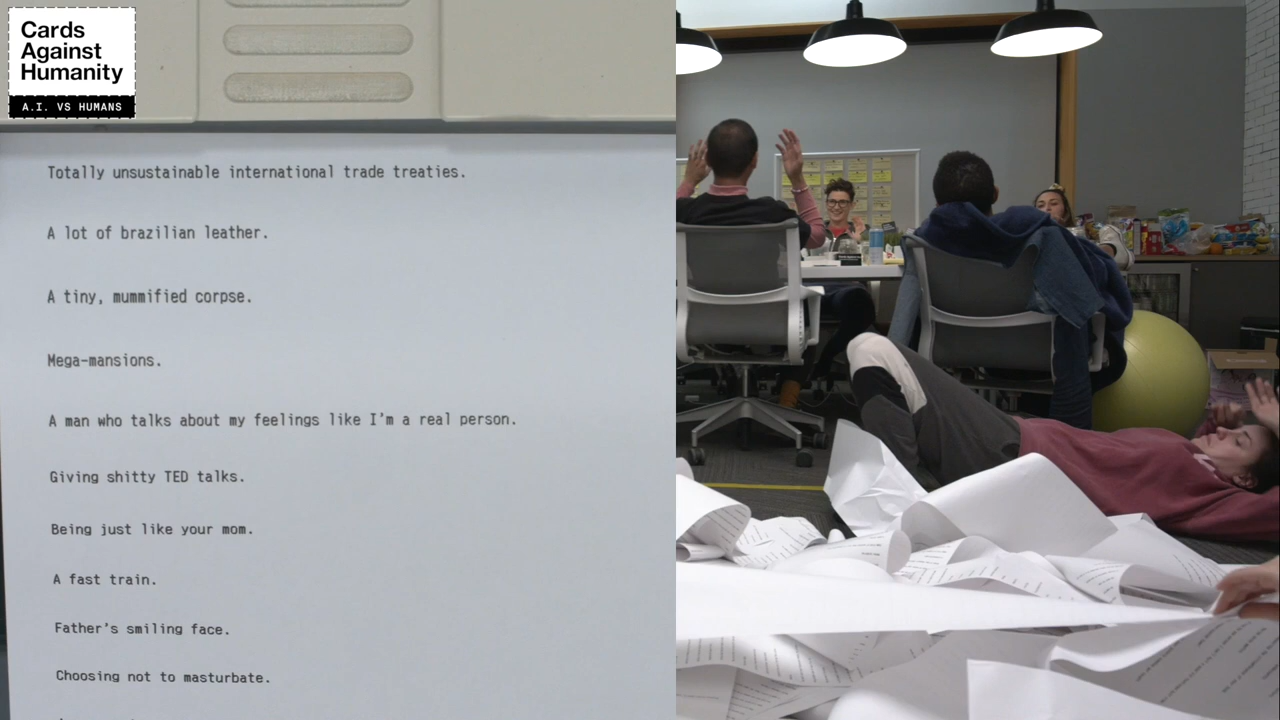 Cards
Against
Humanity
A.I. VS HUMANS
Totally unsustainable international trade treaties.
A lot of brazilian leather.
A tiny, mummified corpse.
Mega-mansions.
A man who talks about my feelings like I'm a real person.
Giving shitty TED talks.
Being just like your mom.
A fast train.
Father's smiling face.
Choosing not to masturbate.